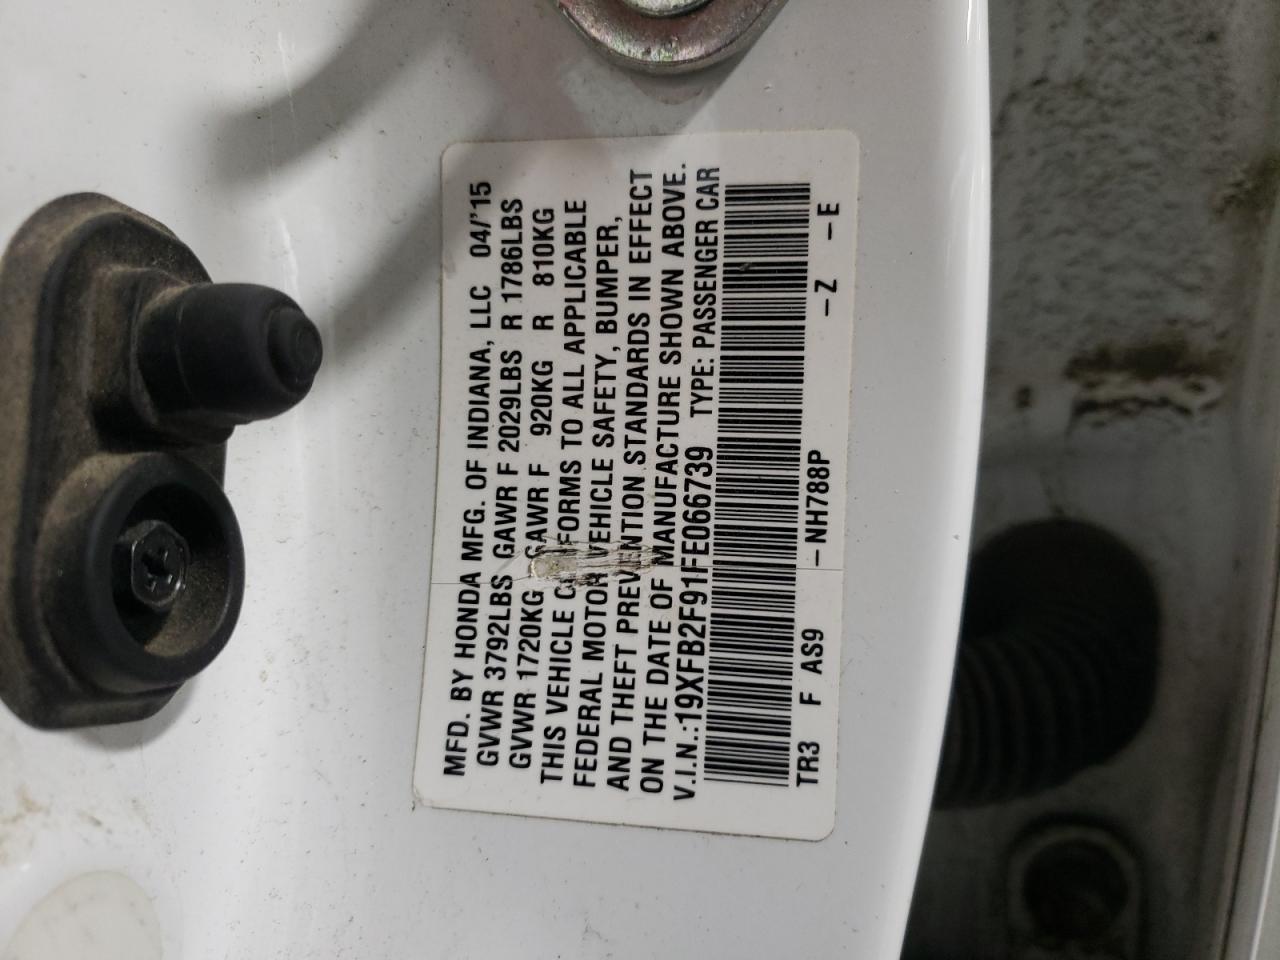 MFD. BY HONDA MFG. OF INDIANA, LLC 04/'15
GVWR 3792LBS GAWR F 2029LBS R 1786LBS
GVWR 1720KG GAWR F 920KG R 810KG
THIS VEHICLE FORMS TO ALL APPLICABLE
FEDERAL MOTOR VEHICLE SAFETY, BUMPER,
AND THEFT PREVENTION STANDARDS IN EFFECT
ON THE DATE OF MANUFACTURE SHOWN ABOVE.
V.I.N.:19XFB2F91FE066739 TYPE: PASSENGER CAR
TR3 F AS9 –NH788P –Z –E